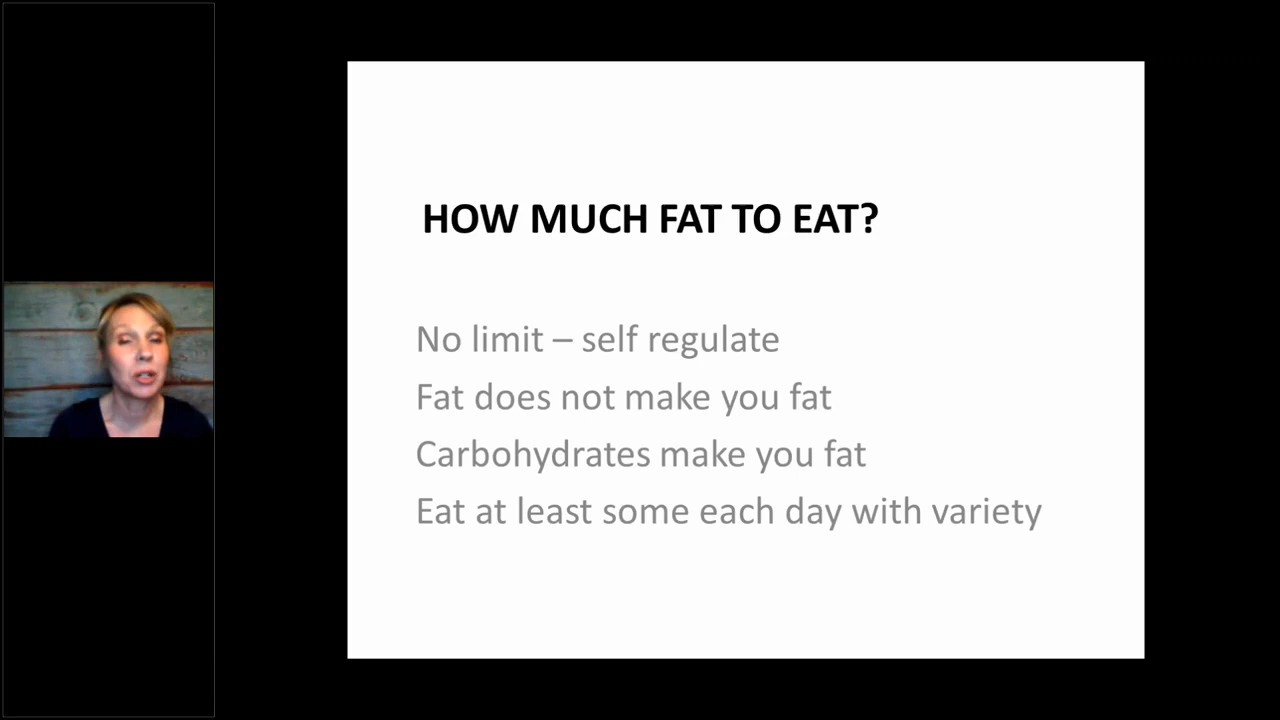 HOW MUCH FAT TO EAT?
No limit – self regulate
Fat does not make you fat
Carbohydrates make you fat
Eat at least some each day with variety